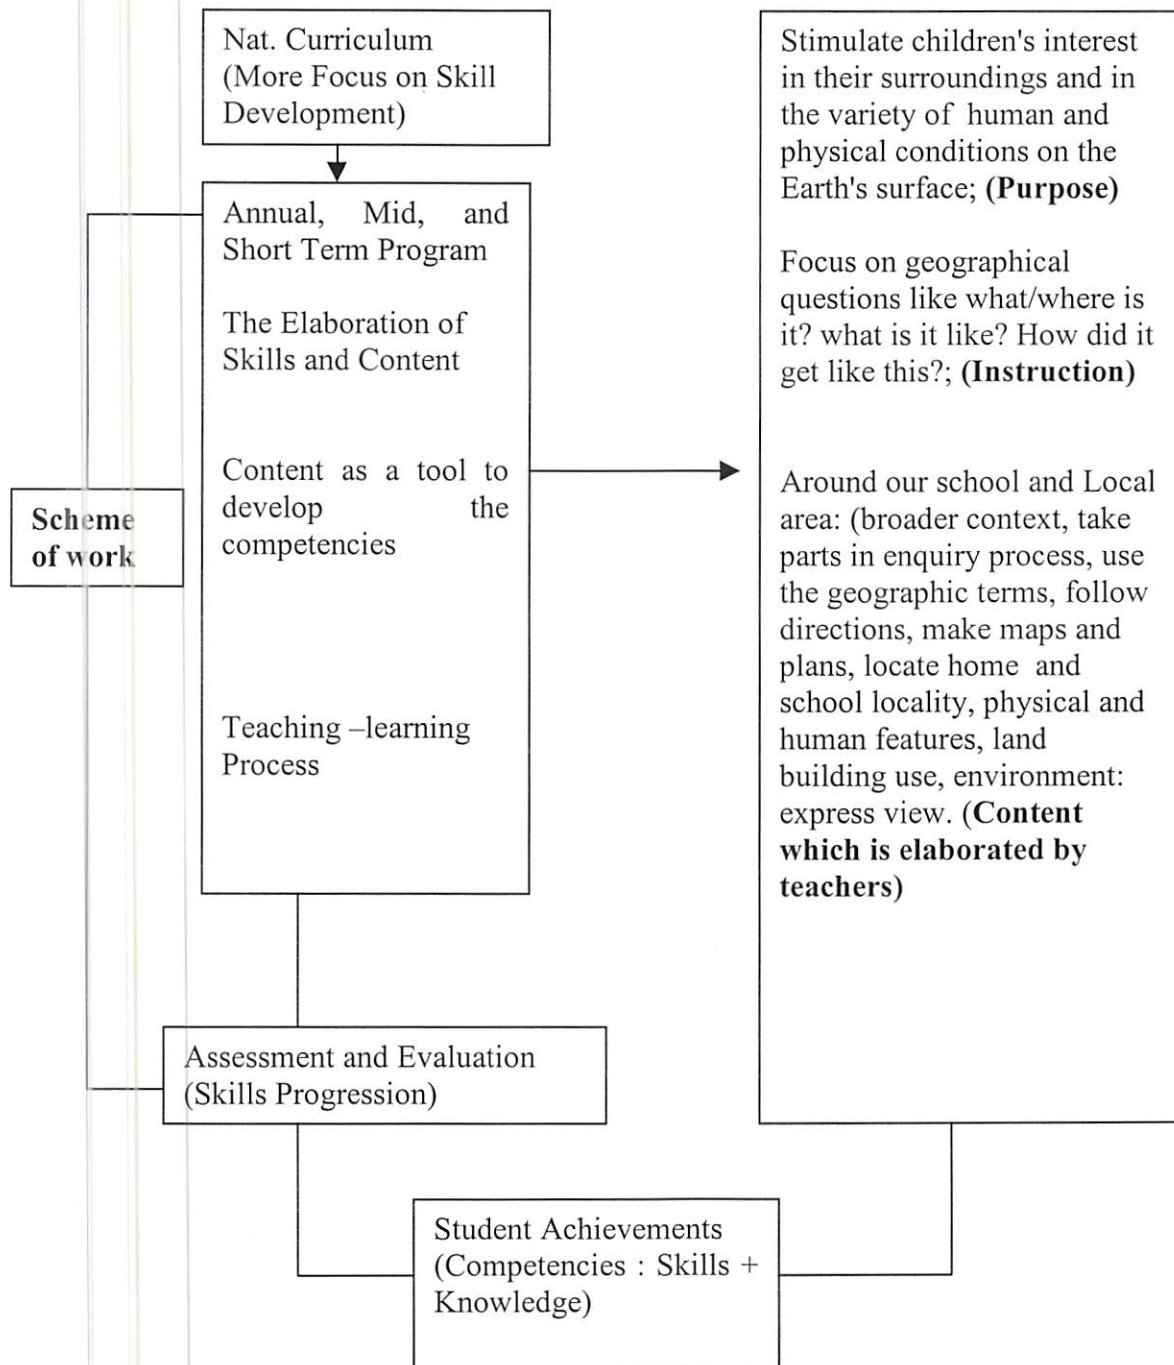 Nat. Curriculum
(More Focus on Skill
Development)
Annual, Mid, and
Short Term Program
The Elaboration of
Skills and Content
Content as a tool to
develop the
competencies
Teaching –learning
Process
Scheme
of work
Assessment and Evaluation
(Skills Progression)
Stimulate children's interest
in their surroundings and in
the variety of human and
physical conditions on the
Earth's surface; (Purpose)
Focus on geographical
questions like what/where is
it? what is it like? How did it
get like this?; (Instruction)
Around our school and Local
area: (broader context, take
parts in enquiry process, use
the geographic terms, follow
directions, make maps and
plans, locate home and
school locality, physical and
human features, land
building use, environment:
express view. (Content
which is elaborated by
teachers)
Student Achievements
(Competencies : Skills +
Knowledge)